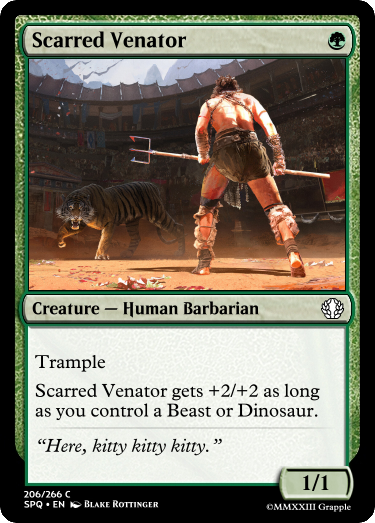 Scarred Venator
Creature — Human Barbarian
Trample
Scarred Venator gets +2/+2 as long
as you control a Beast or Dinosaur.
“Here, kitty kitty kitty.”
1/1
206/266 C
SPQ • EN Blake Rottinger
©MMXXIII Grapple